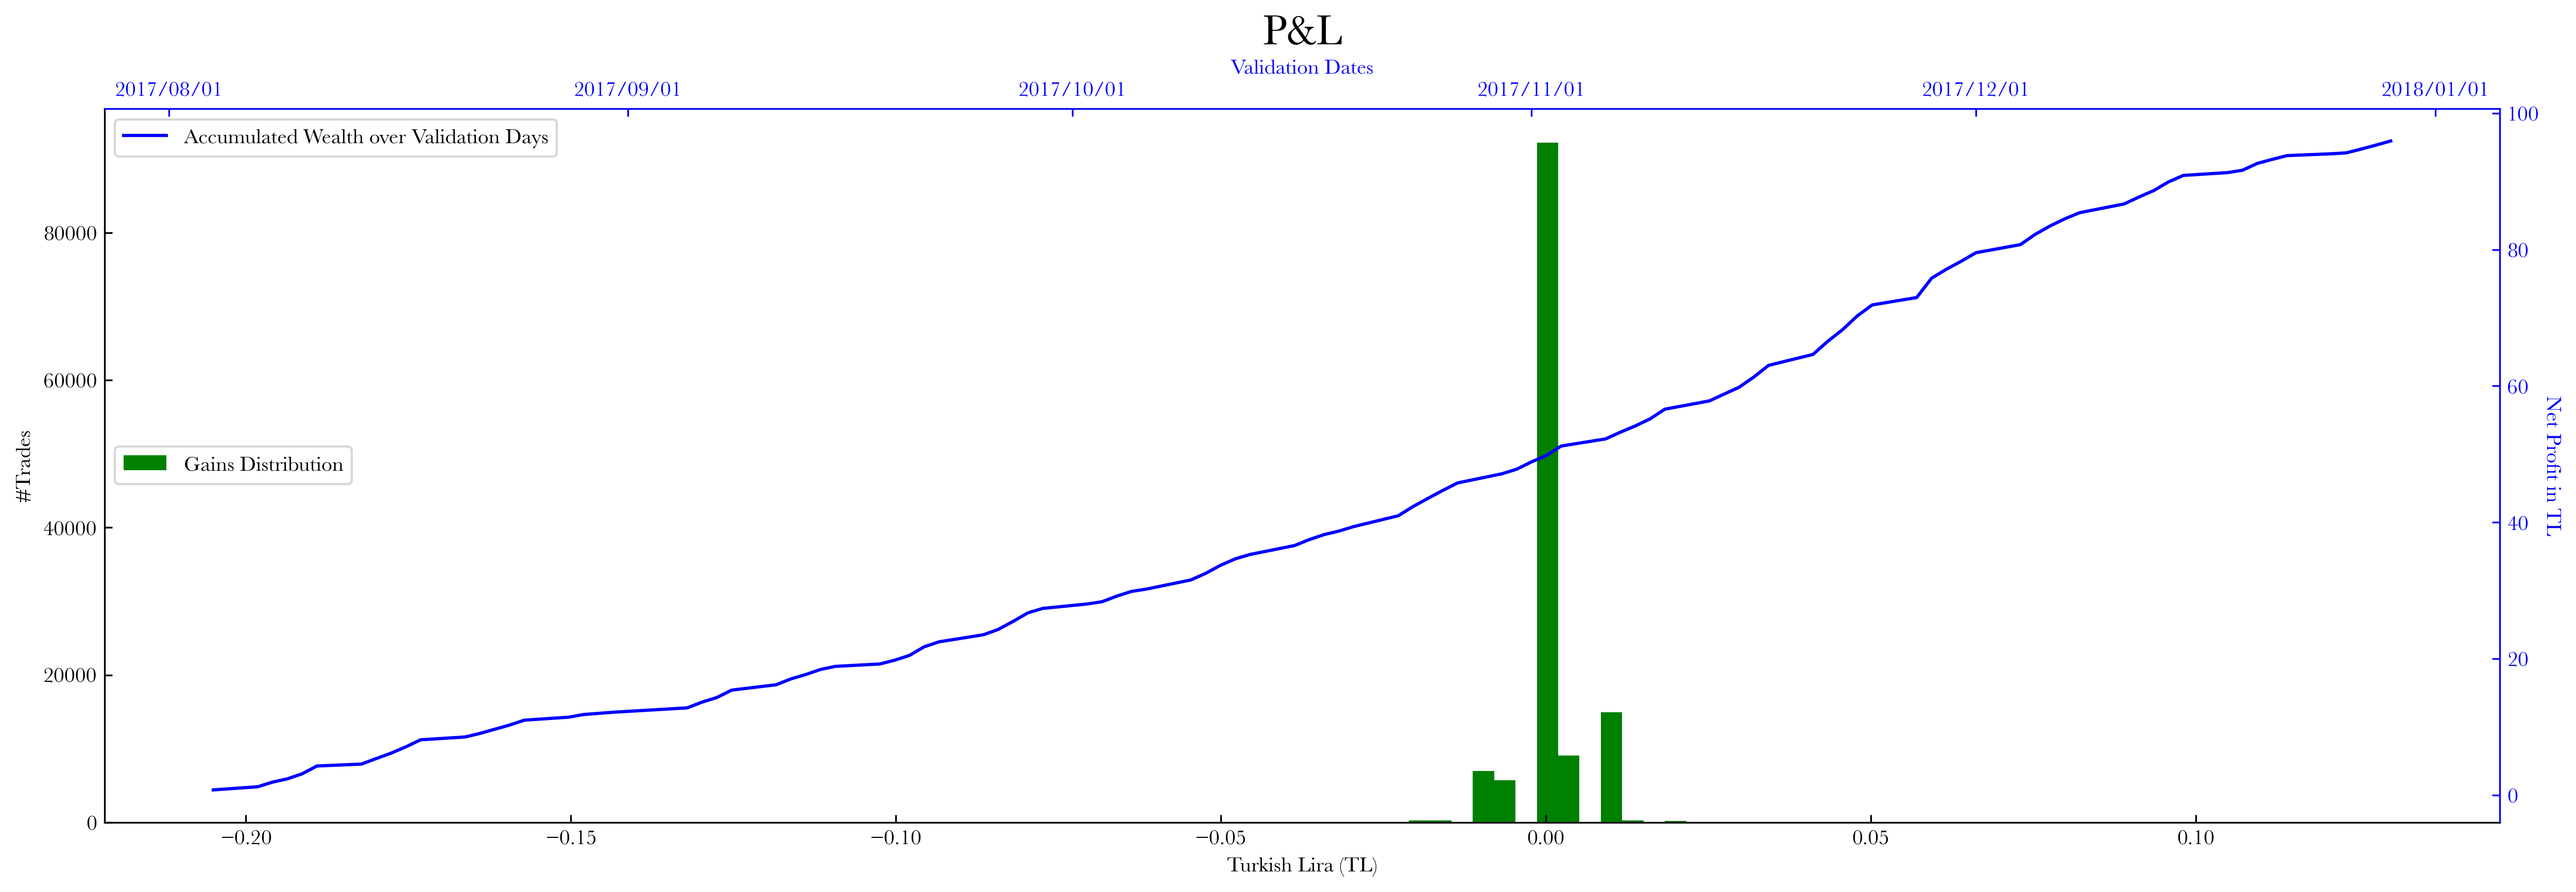 P&L
Validation Dates
2017/08/01 2017/09/01 2017/10/01 2017/11/01 2017/12/01 2018/01/01
Accumulated Wealth over Validation Days
Gains Distribution
#Trades
80000
60000
40000
20000
0
100
80
60
40
20
0
Net Profit in TL
−0.20 −0.15 −0.10 −0.05 0.00 0.05 0.10
Turkish Lira (TL)